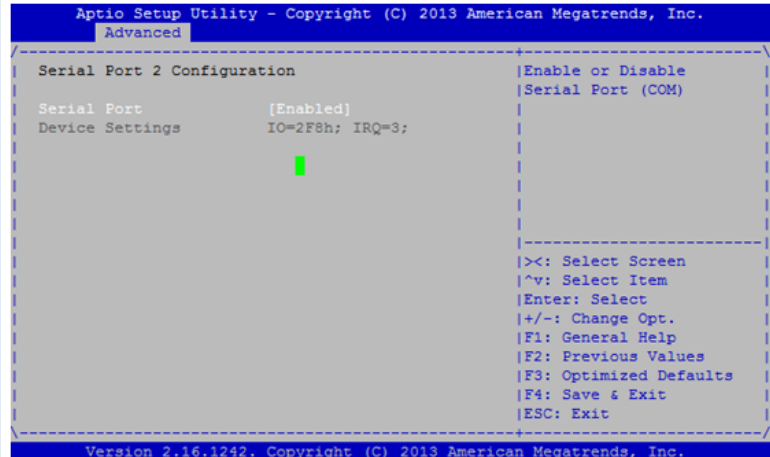 Aptio Setup Utility - Copyright (C) 2013 American Megatrends, Inc.
Advanced
Serial Port 2 Configuration
Serial Port [Enabled]
Device Settings IO=2F8h; IRQ=3;
Enable or Disable
Serial Port (COM)
><: Select Screen
^v: Select Item
Enter: Select
+/-: Change Opt.
F1: General Help
F2: Previous Values
F3: Optimized Defaults
F4: Save & Exit
ESC: Exit
Version 2.16.1242. Copyright (C) 2013 American Megatrends, Inc.